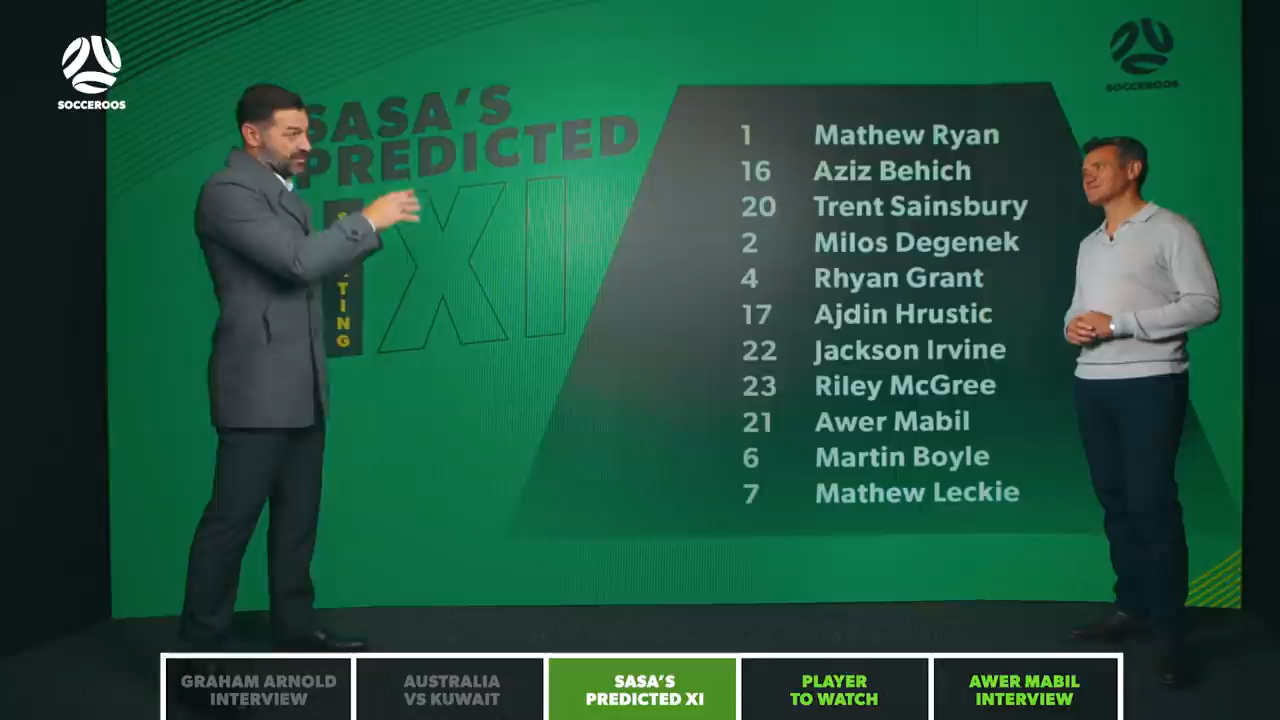 SOCCEROOS
SOCCEROOS
SASA'S
PREDICTED
XI
TING
1 Mathew Ryan
16 Aziz Behich
20 Trent Sainsbury
2 Milos Degenek
4 Rhyan Grant
17 Ajdin Hrustic
22 Jackson Irvine
23 Riley McGree
21 Awer Mabil
6 Martin Boyle
7 Mathew Leckie
GRAHAM ARNOLD
INTERVIEW
AUSTRALIA
VS KUWAIT
SASA'S
PREDICTED XI
PLAYER
TO WATCH
AWER MABIL
INTERVIEW